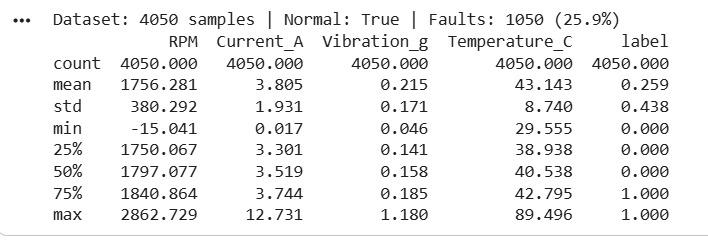 ••• Dataset: 4050 samples | Normal: True | Faults: 1050 (25.9%)
RPM Current_A Vibration_g Temperature_C label
count 4050.000 4050.000 4050.000 4050.000 4050.000
mean 1756.281 3.805 0.215 43.143 0.259
std 380.292 1.931 0.171 8.740 0.438
min -15.041 0.017 0.046 29.555 0.000
25% 1750.067 3.301 0.141 38.938 0.000
50% 1797.077 3.519 0.158 40.538 0.000
75% 1840.864 3.744 0.185 42.795 1.000
max 2862.729 12.731 1.180 89.496 1.000